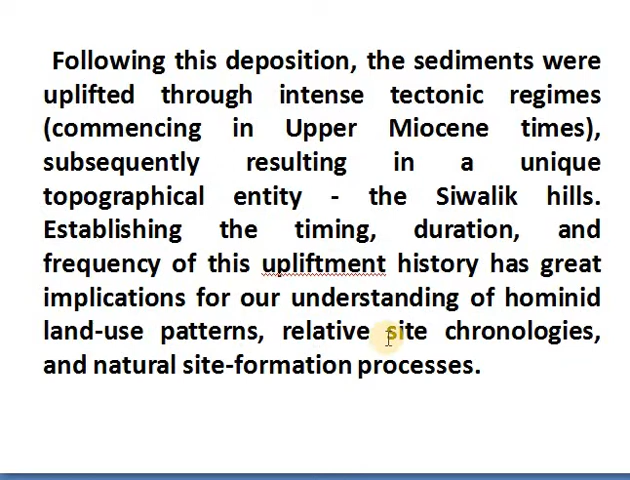 Following this deposition, the sediments were
uplifted through intense tectonic regimes
(commencing in Upper Miocene times),
subsequently resulting in a unique
topographical entity - the Siwalik hills.
Establishing the timing, duration, and
frequency of this upliftment history has great
implications for our understanding of hominid
land-use patterns, relative site chronologies,
and natural site-formation processes.